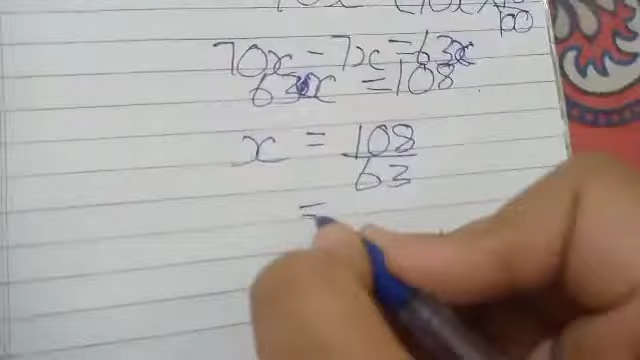 70x - 7x = 63x
63x = 108
x = 108/63
=